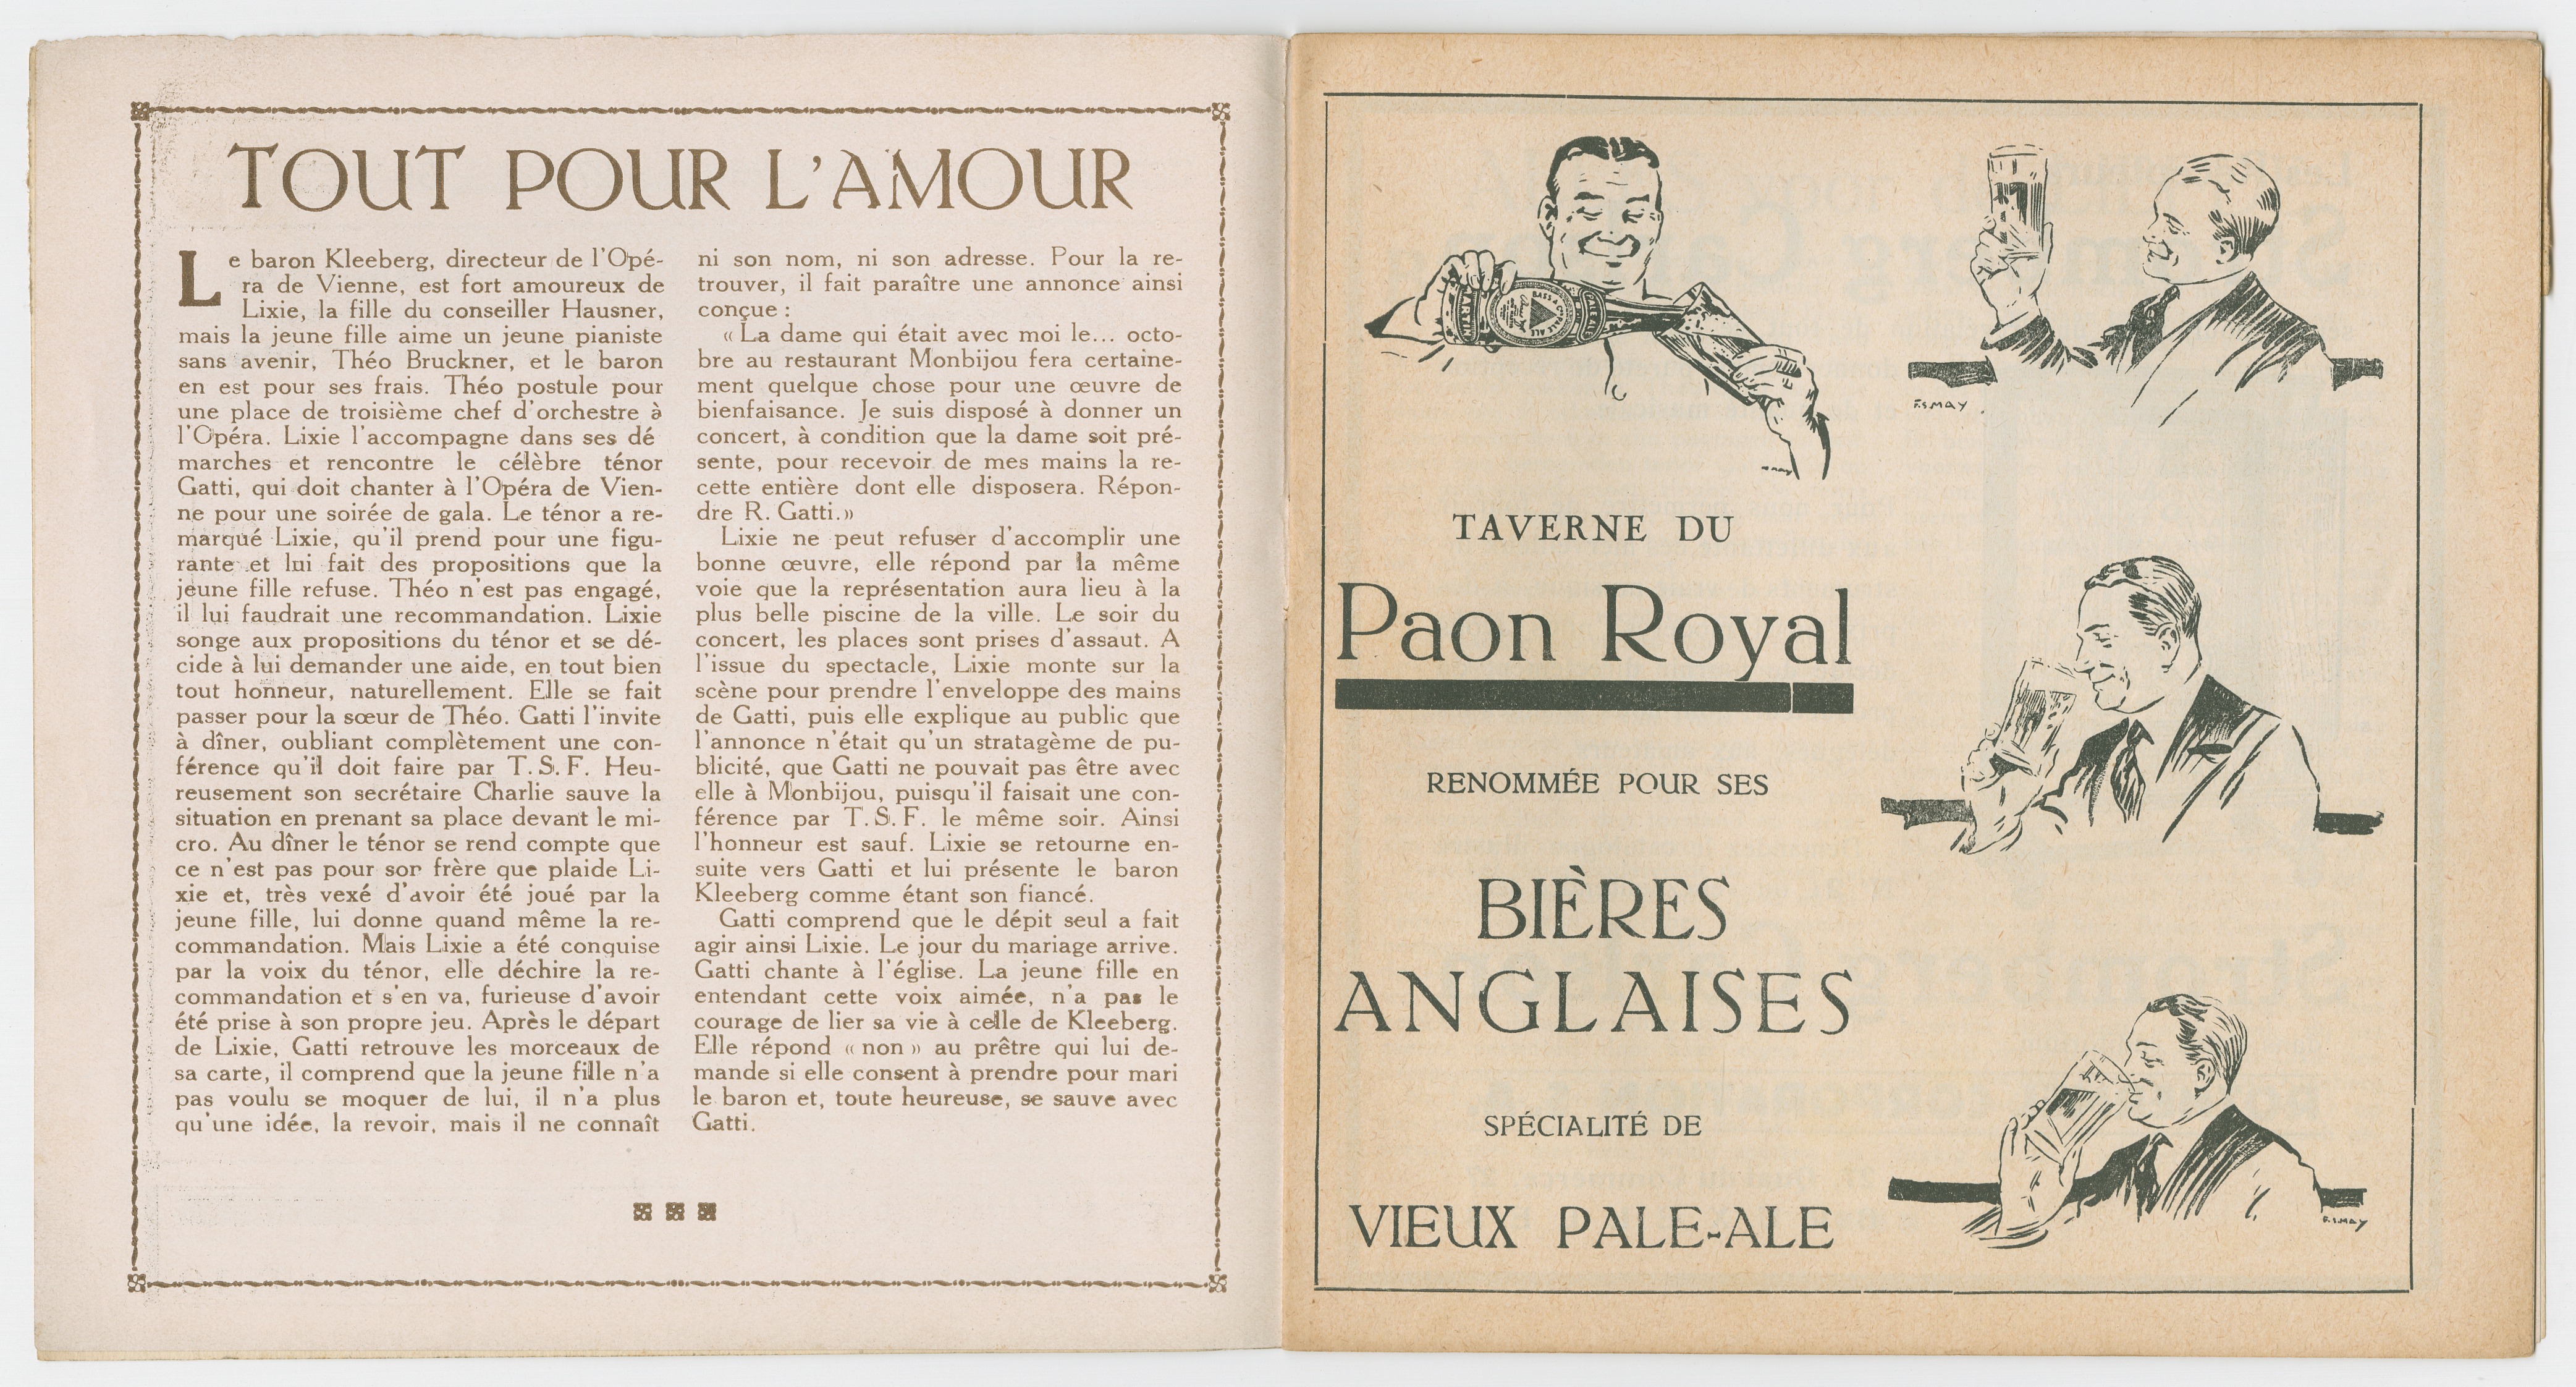 TOUT POUR L'AMOUR
Le baron Kleeberg, directeur de l'Opé-
ra de Vienne, est fort amoureux de
Lixie, la fille du conseiller Hausner,
mais la jeune fille aime un jeune pianiste
sans avenir, Théo Bruckner, et le baron
en est pour ses frais. Théo postule pour
une place de troisième chef d'orchestre à
l'Opéra. Lixie l'accompagne dans ses dé
marches et rencontre le célèbre ténor
Gatti, qui doit chanter à l'Opéra de Vien-
ne pour une soirée de gala. Le ténor a re-
marqué Lixie, qu'il prend pour une figu-
rante et lui fait des propositions que la
jeune fille refuse. Théo n'est pas engagé,
il lui faudrait une recommandation. Lixie
songe aux propositions du ténor et se dé-
cide à lui demander une aide, en tout bien
tout honneur, naturellement. Elle se fait
passer pour la sœur de Théo. Gatti l'invite
à dîner, oubliant complètement une con-
férence qu'il doit faire par T. S. F. Heu-
reusement son secrétaire Charlie sauve la
situation en prenant sa place devant le mi-
cro. Au dîner le ténor se rend compte que
ce n'est pas pour son frère que plaide Li-
xie et, très vexé d'avoir été joué par la
jeune fille, lui donne quand même la re-
commandation. Mais Lixie a été conquise
par la voix du ténor, elle déchire la re-
commandation et s'en va, furieuse d'avoir
été prise à son propre jeu. Après le départ
de Lixie, Gatti retrouve les morceaux de
sa carte, il comprend que la jeune fille n'a
pas voulu se moquer de lui, il n'a plus
qu'une idée, la revoir, mais il ne connaît
ni son nom, ni son adresse. Pour la re-
trouver, il fait paraître une annonce ainsi
conçue :
« La dame qui était avec moi le... octo-
bre au restaurant Monbijou fera certaine-
ment quelque chose pour une œuvre de
bienfaisance. Je suis disposé à donner un
concert, à condition que la dame soit pré-
sente, pour recevoir de mes mains la re-
cette entière dont elle disposera. Répon-
dre R. Gatti.»
Lixie ne peut refuser d'accomplir une
bonne œuvre, elle répond par la même
voie que la représentation aura lieu à la
plus belle piscine de la ville. Le soir du
concert, les places sont prises d'assaut. A
l'issue du spectacle, Lixie monte sur la
scène pour prendre l'enveloppe des mains
de Gatti, puis elle explique au public que
l'annonce n'était qu'un stratagème de pu-
blicité, que Gatti ne pouvait pas être avec
elle à Monbijou, puisqu'il faisait une con-
férence par T. S. F. le même soir. Ainsi
l'honneur est sauf. Lixie se retourne en-
suite vers Gatti et lui présente le baron
Kleeberg comme étant son fiancé.
Gatti comprend que le dépit seul a fait
agir ainsi Lixie. Le jour du mariage arrive.
Gatti chante à l'église. La jeune fille en
entendant cette voix aimée, n'a pas le
courage de lier sa vie à celle de Kleeberg.
Elle répond « non » au prêtre qui lui de-
mande si elle consent à prendre pour mari
le baron et, toute heureuse, se sauve avec
Gatti.
F.S.MAY.
TAVERNE DU
Paon Royal
RENOMMÉE POUR SES
BIÈRES
ANGLAISES
SPÉCIALITÉ DE
VIEUX PALE-ALE
F.S.MAY